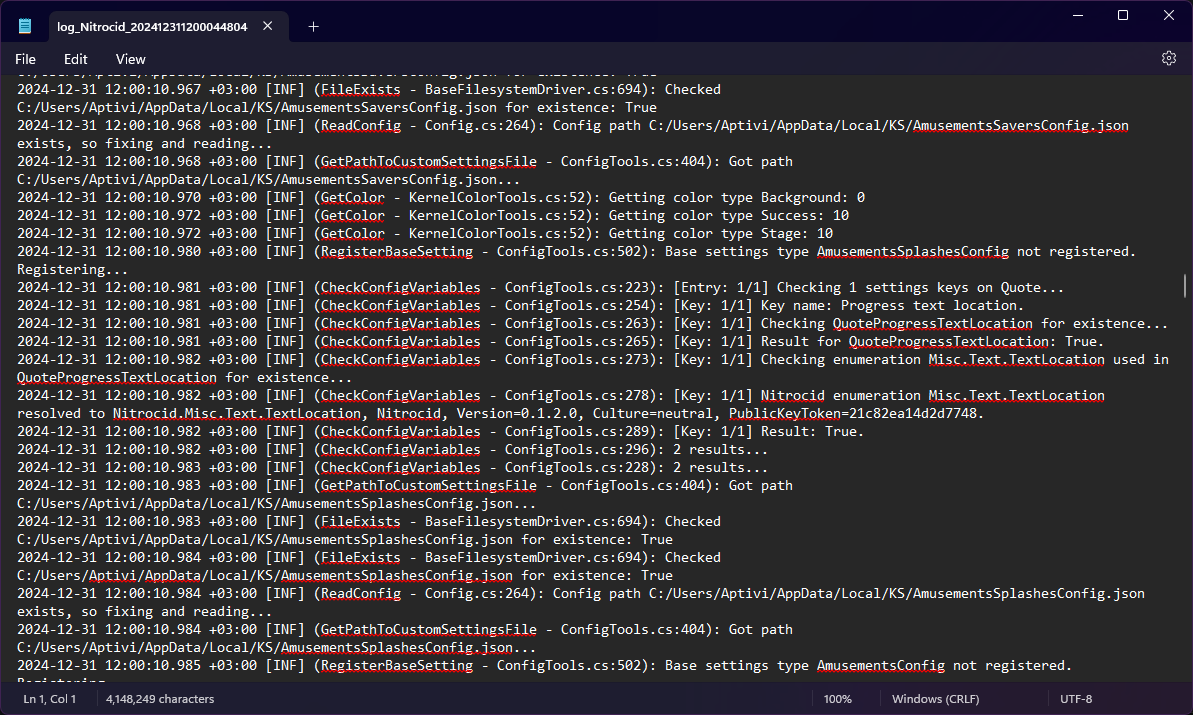 log_Nitrocid_202412311200044804
File Edit View
C:/Users/Aptivi/AppData/Local/KS/AmusementsSaversConfig.json for existence: True
2024-12-31 12:00:10.967 +03:00 [INF] (FileExists - BaseFilesystemDriver.cs:694): Checked
C:/Users/Aptivi/AppData/Local/KS/AmusementsSaversConfig.json for existence: True
2024-12-31 12:00:10.968 +03:00 [INF] (ReadConfig - Config.cs:264): Config path C:/Users/Aptivi/AppData/Local/KS/AmusementsSaversConfig.json
exists, so fixing and reading...
2024-12-31 12:00:10.968 +03:00 [INF] (GetPathToCustomSettingsFile - ConfigTools.cs:404): Got path
C:/Users/Aptivi/AppData/Local/KS/AmusementsSaversConfig.json...
2024-12-31 12:00:10.970 +03:00 [INF] (GetColor - KernelColorTools.cs:52): Getting color type Background: 0
2024-12-31 12:00:10.972 +03:00 [INF] (GetColor - KernelColorTools.cs:52): Getting color type Success: 10
2024-12-31 12:00:10.972 +03:00 [INF] (GetColor - KernelColorTools.cs:52): Getting color type Stage: 10
2024-12-31 12:00:10.980 +03:00 [INF] (RegisterBaseSetting - ConfigTools.cs:502): Base settings type AmusementsSplashesConfig not registered.
Registering...
2024-12-31 12:00:10.981 +03:00 [INF] (CheckConfigVariables - ConfigTools.cs:223): [Entry: 1/1] Checking 1 settings keys on Quote...
2024-12-31 12:00:10.981 +03:00 [INF] (CheckConfigVariables - ConfigTools.cs:254): [Key: 1/1] Key name: Progress text location.
2024-12-31 12:00:10.981 +03:00 [INF] (CheckConfigVariables - ConfigTools.cs:263): [Key: 1/1] Checking QuoteProgressTextLocation for existence...
2024-12-31 12:00:10.981 +03:00 [INF] (CheckConfigVariables - ConfigTools.cs:265): [Key: 1/1] Result for QuoteProgressTextLocation: True.
2024-12-31 12:00:10.982 +03:00 [INF] (CheckConfigVariables - ConfigTools.cs:273): [Key: 1/1] Checking enumeration Misc.Text.TextLocation used in
QuoteProgressTextLocation for existence...
2024-12-31 12:00:10.982 +03:00 [INF] (CheckConfigVariables - ConfigTools.cs:278): [Key: 1/1] Nitrocid enumeration Misc.Text.TextLocation
resolved to Nitrocid.Misc.Text.TextLocation, Nitrocid, Version=0.1.2.0, Culture=neutral, PublicKeyToken=21c82ea14d2d7748.
2024-12-31 12:00:10.982 +03:00 [INF] (CheckConfigVariables - ConfigTools.cs:289): [Key: 1/1] Result: True.
2024-12-31 12:00:10.982 +03:00 [INF] (CheckConfigVariables - ConfigTools.cs:296): 2 results...
2024-12-31 12:00:10.983 +03:00 [INF] (CheckConfigVariables - ConfigTools.cs:228): 2 results...
2024-12-31 12:00:10.983 +03:00 [INF] (GetPathToCustomSettingsFile - ConfigTools.cs:404): Got path
C:/Users/Aptivi/AppData/Local/KS/AmusementsSplashesConfig.json...
2024-12-31 12:00:10.983 +03:00 [INF] (FileExists - BaseFilesystemDriver.cs:694): Checked
C:/Users/Aptivi/AppData/Local/KS/AmusementsSplashesConfig.json for existence: True
2024-12-31 12:00:10.984 +03:00 [INF] (FileExists - BaseFilesystemDriver.cs:694): Checked
C:/Users/Aptivi/AppData/Local/KS/AmusementsSplashesConfig.json for existence: True
2024-12-31 12:00:10.984 +03:00 [INF] (ReadConfig - Config.cs:264): Config path C:/Users/Aptivi/AppData/Local/KS/AmusementsSplashesConfig.json
exists, so fixing and reading...
2024-12-31 12:00:10.984 +03:00 [INF] (GetPathToCustomSettingsFile - ConfigTools.cs:404): Got path
C:/Users/Aptivi/AppData/Local/KS/AmusementsSplashesConfig.json...
2024-12-31 12:00:10.985 +03:00 [INF] (RegisterBaseSetting - ConfigTools.cs:502): Base settings type AmusementsConfig not registered.
Registering
Ln 1, Col 1 4,148,249 characters 100% Windows (CRLF) UTF-8